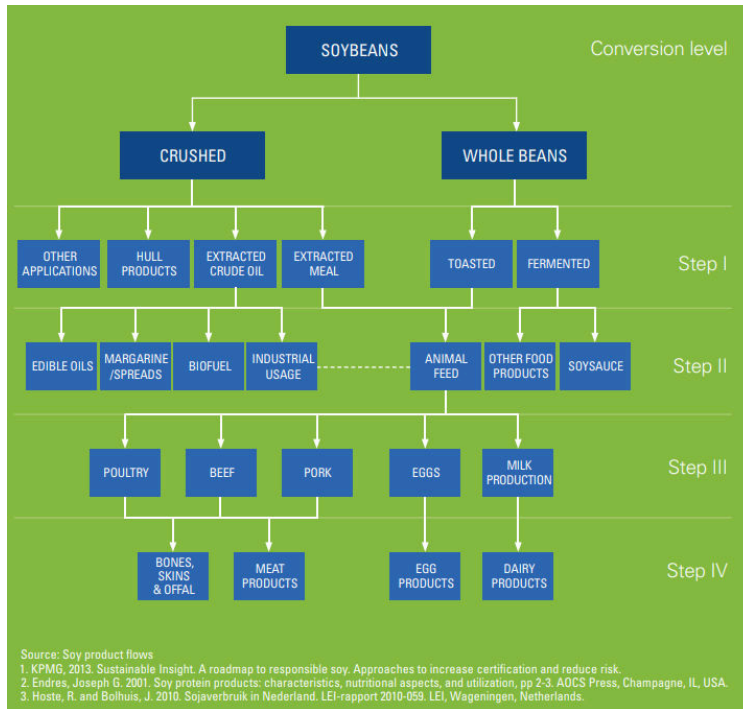 SOYBEANS
Conversion level
CRUSHED
WHOLE BEANS
OTHER
APPLICATIONS
HULL
PRODUCTS
EXTRACTED
CRUDE OIL
EXTRACTED
MEAL
TOASTED
FERMENTED
Step I
EDIBLE OILS
MARGARINE
/SPREADS
BIOFUEL
INDUSTRIAL
USAGE
ANIMAL
FEED
OTHER FOOD
PRODUCTS
SOYSAUCE
Step II
POULTRY
BEEF
PORK
EGGS
MILK
PRODUCTION
Step III
BONES,
SKINS
& OFFAL
MEAT
PRODUCTS
EGG
PRODUCTS
DAIRY
PRODUCTS
Step IV
Source: Soy product flows
1. KPMG, 2013. Sustainable Insight. A roadmap to responsible soy. Approaches to increase certification and reduce risk.
2. Endres, Joseph G. 2001. Soy protein products: characteristics, nutritional aspects, and utilization, pp 2-3. AOCS Press, Champagne, IL, USA.
3. Hoste, R. and Bolhuis, J. 2010. Sojaverbruik in Nederland. LEI-rapport 2010-059. LEI, Wageningen, Netherlands.